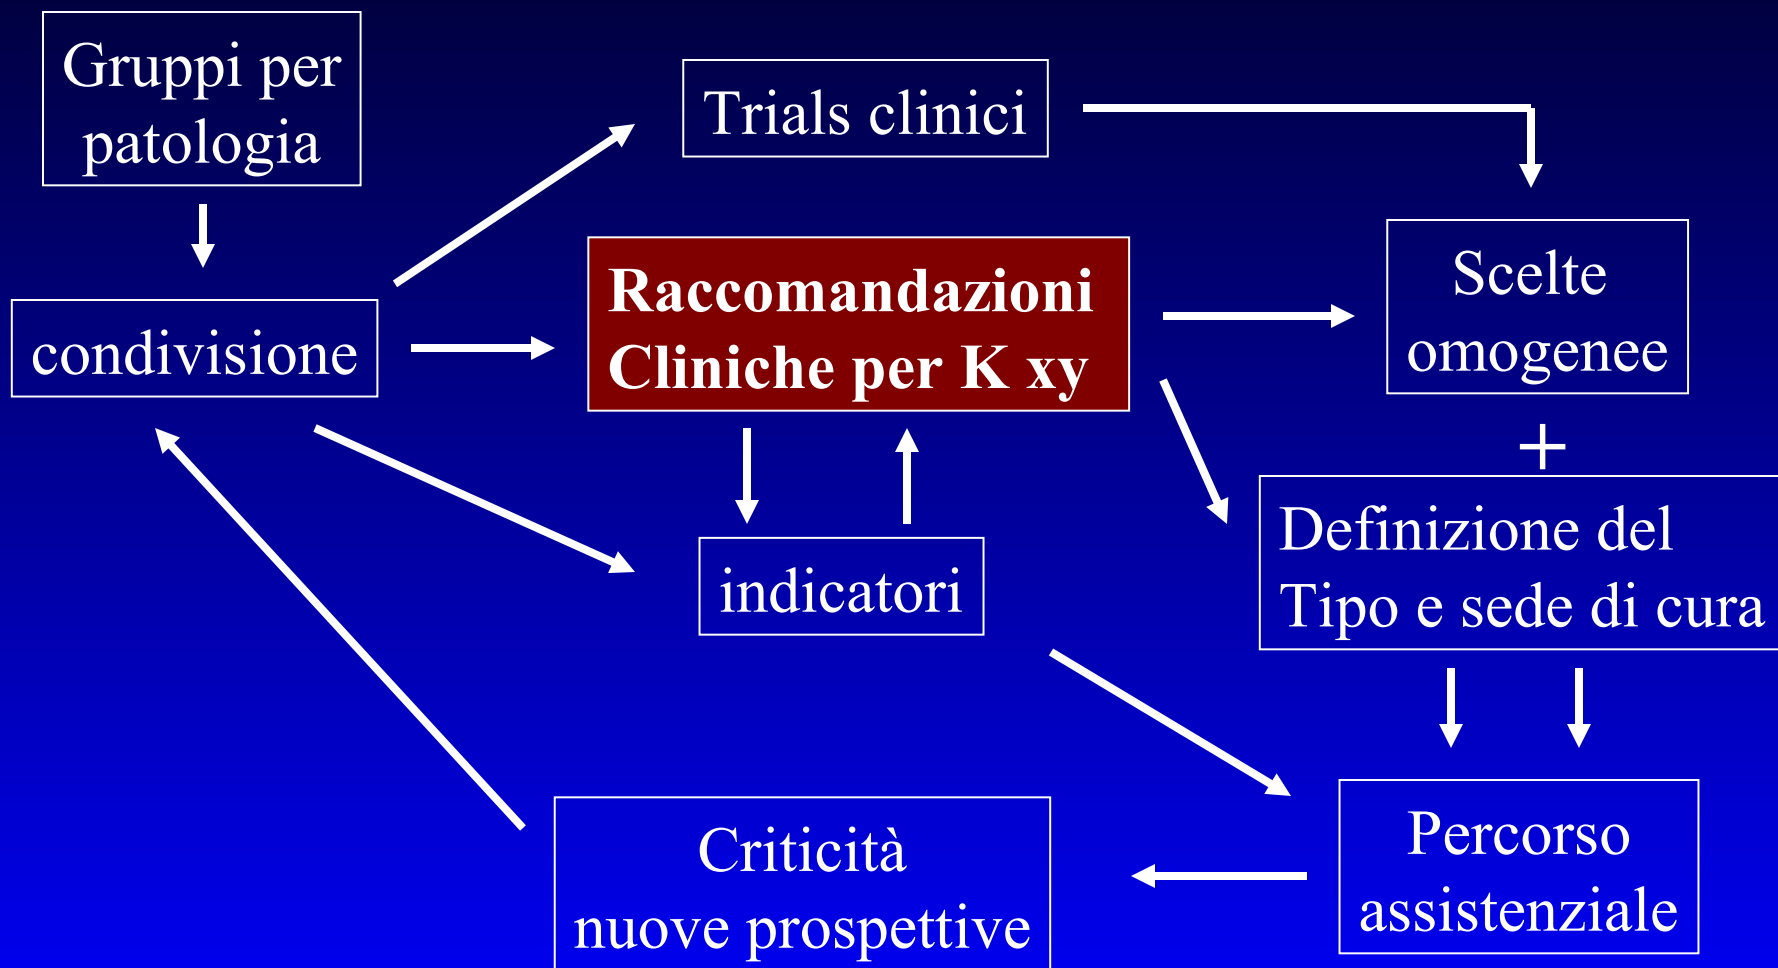 Gruppi per
patologia
Trials clinici
condivisione
Raccomandazioni
Cliniche per K xy
Scelte
omogenee
+
indicatori
Definizione del
Tipo e sede di cura
Criticità
nuove prospettive
Percorso
assistenziale